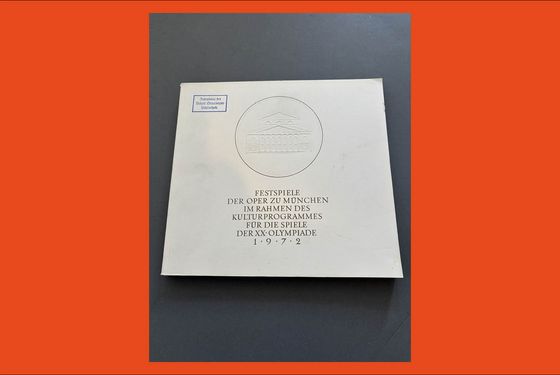 FESTSPIELE
DER OPER ZU MÜNCHEN
IM RAHMEN DES
KULTURPROGRAMMES
FÜR DIE SPIELE
DER XX·OLYMPIADE
1·9·7·2